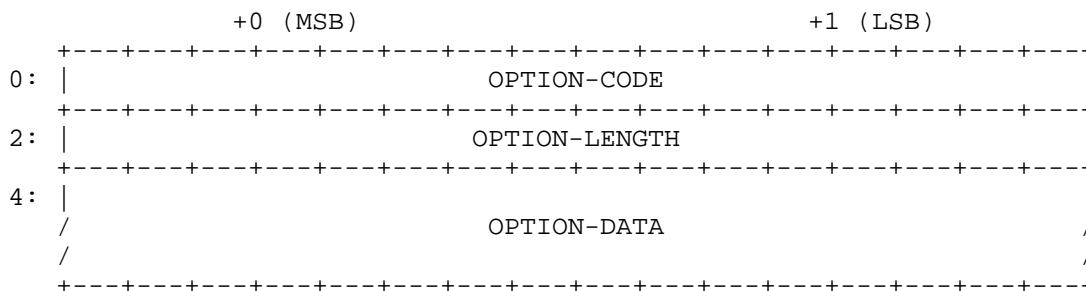 +0 (MSB)                            +1 (LSB)
+---+---+---+---+---+---+---+---+---+---+---+---+---+---+---+---
0: |                          OPTION-CODE
+---+---+---+---+---+---+---+---+---+---+---+---+---+---+---+---
2: |                         OPTION-LENGTH
+---+---+---+---+---+---+---+---+---+---+---+---+---+---+---+---
4: |
/                          OPTION-DATA                          /
/                                                               /
+---+---+---+---+---+---+---+---+---+---+---+---+---+---+---+---